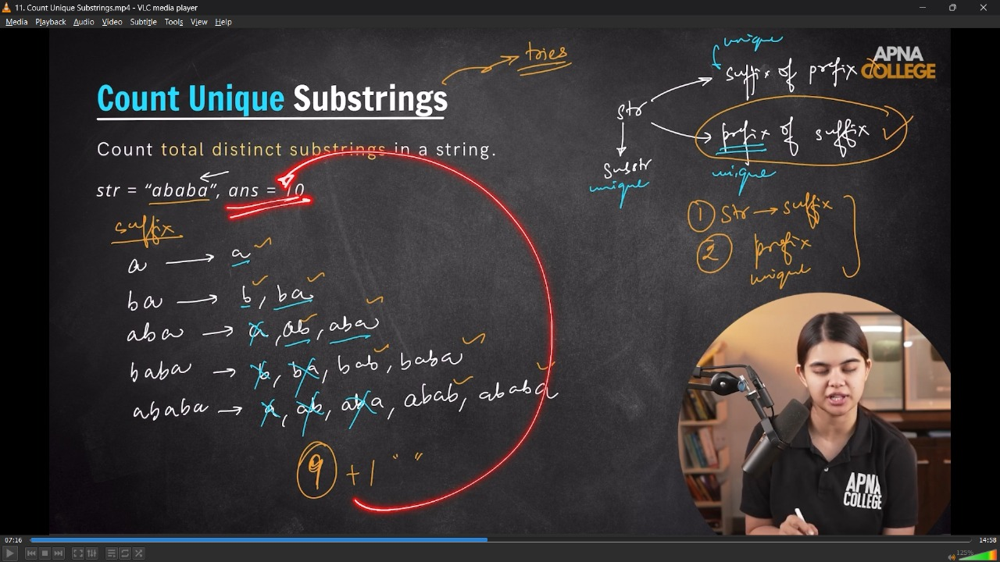 11. Count Unique Substrings.mp4 - VLC media player
Media Playback Audio Video Subtitle Tools View Help
tries
unique
APNA
COLLEGE
suffix of prefix
Count Unique Substrings
str
prefix of suffix
Count total distinct substrings in a string.
substr
unique
unique
str = "ababa", ans = 10
① str → suffix
suffix
② prefix
unique
a → a
ba → b, ba
aba → a, ab, aba
baba → b, ba, bab, baba
ababa → a, ab, aba, abab, ababa
9 + 1 " "
APNA
COLLEGE
07:16
14:58
125%